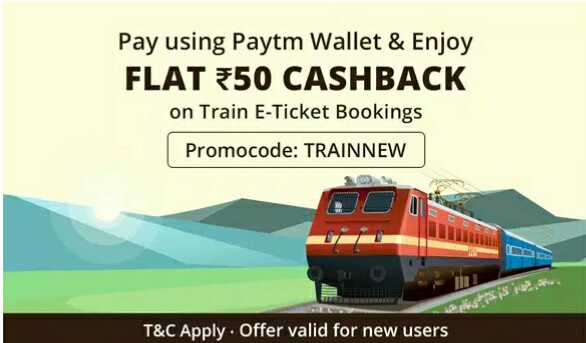 Pay using Paytm Wallet & Enjoy
FLAT ₹50 CASHBACK
on Train E-Ticket Bookings
Promocode: TRAINNEW
T&C Apply · Offer valid for new users